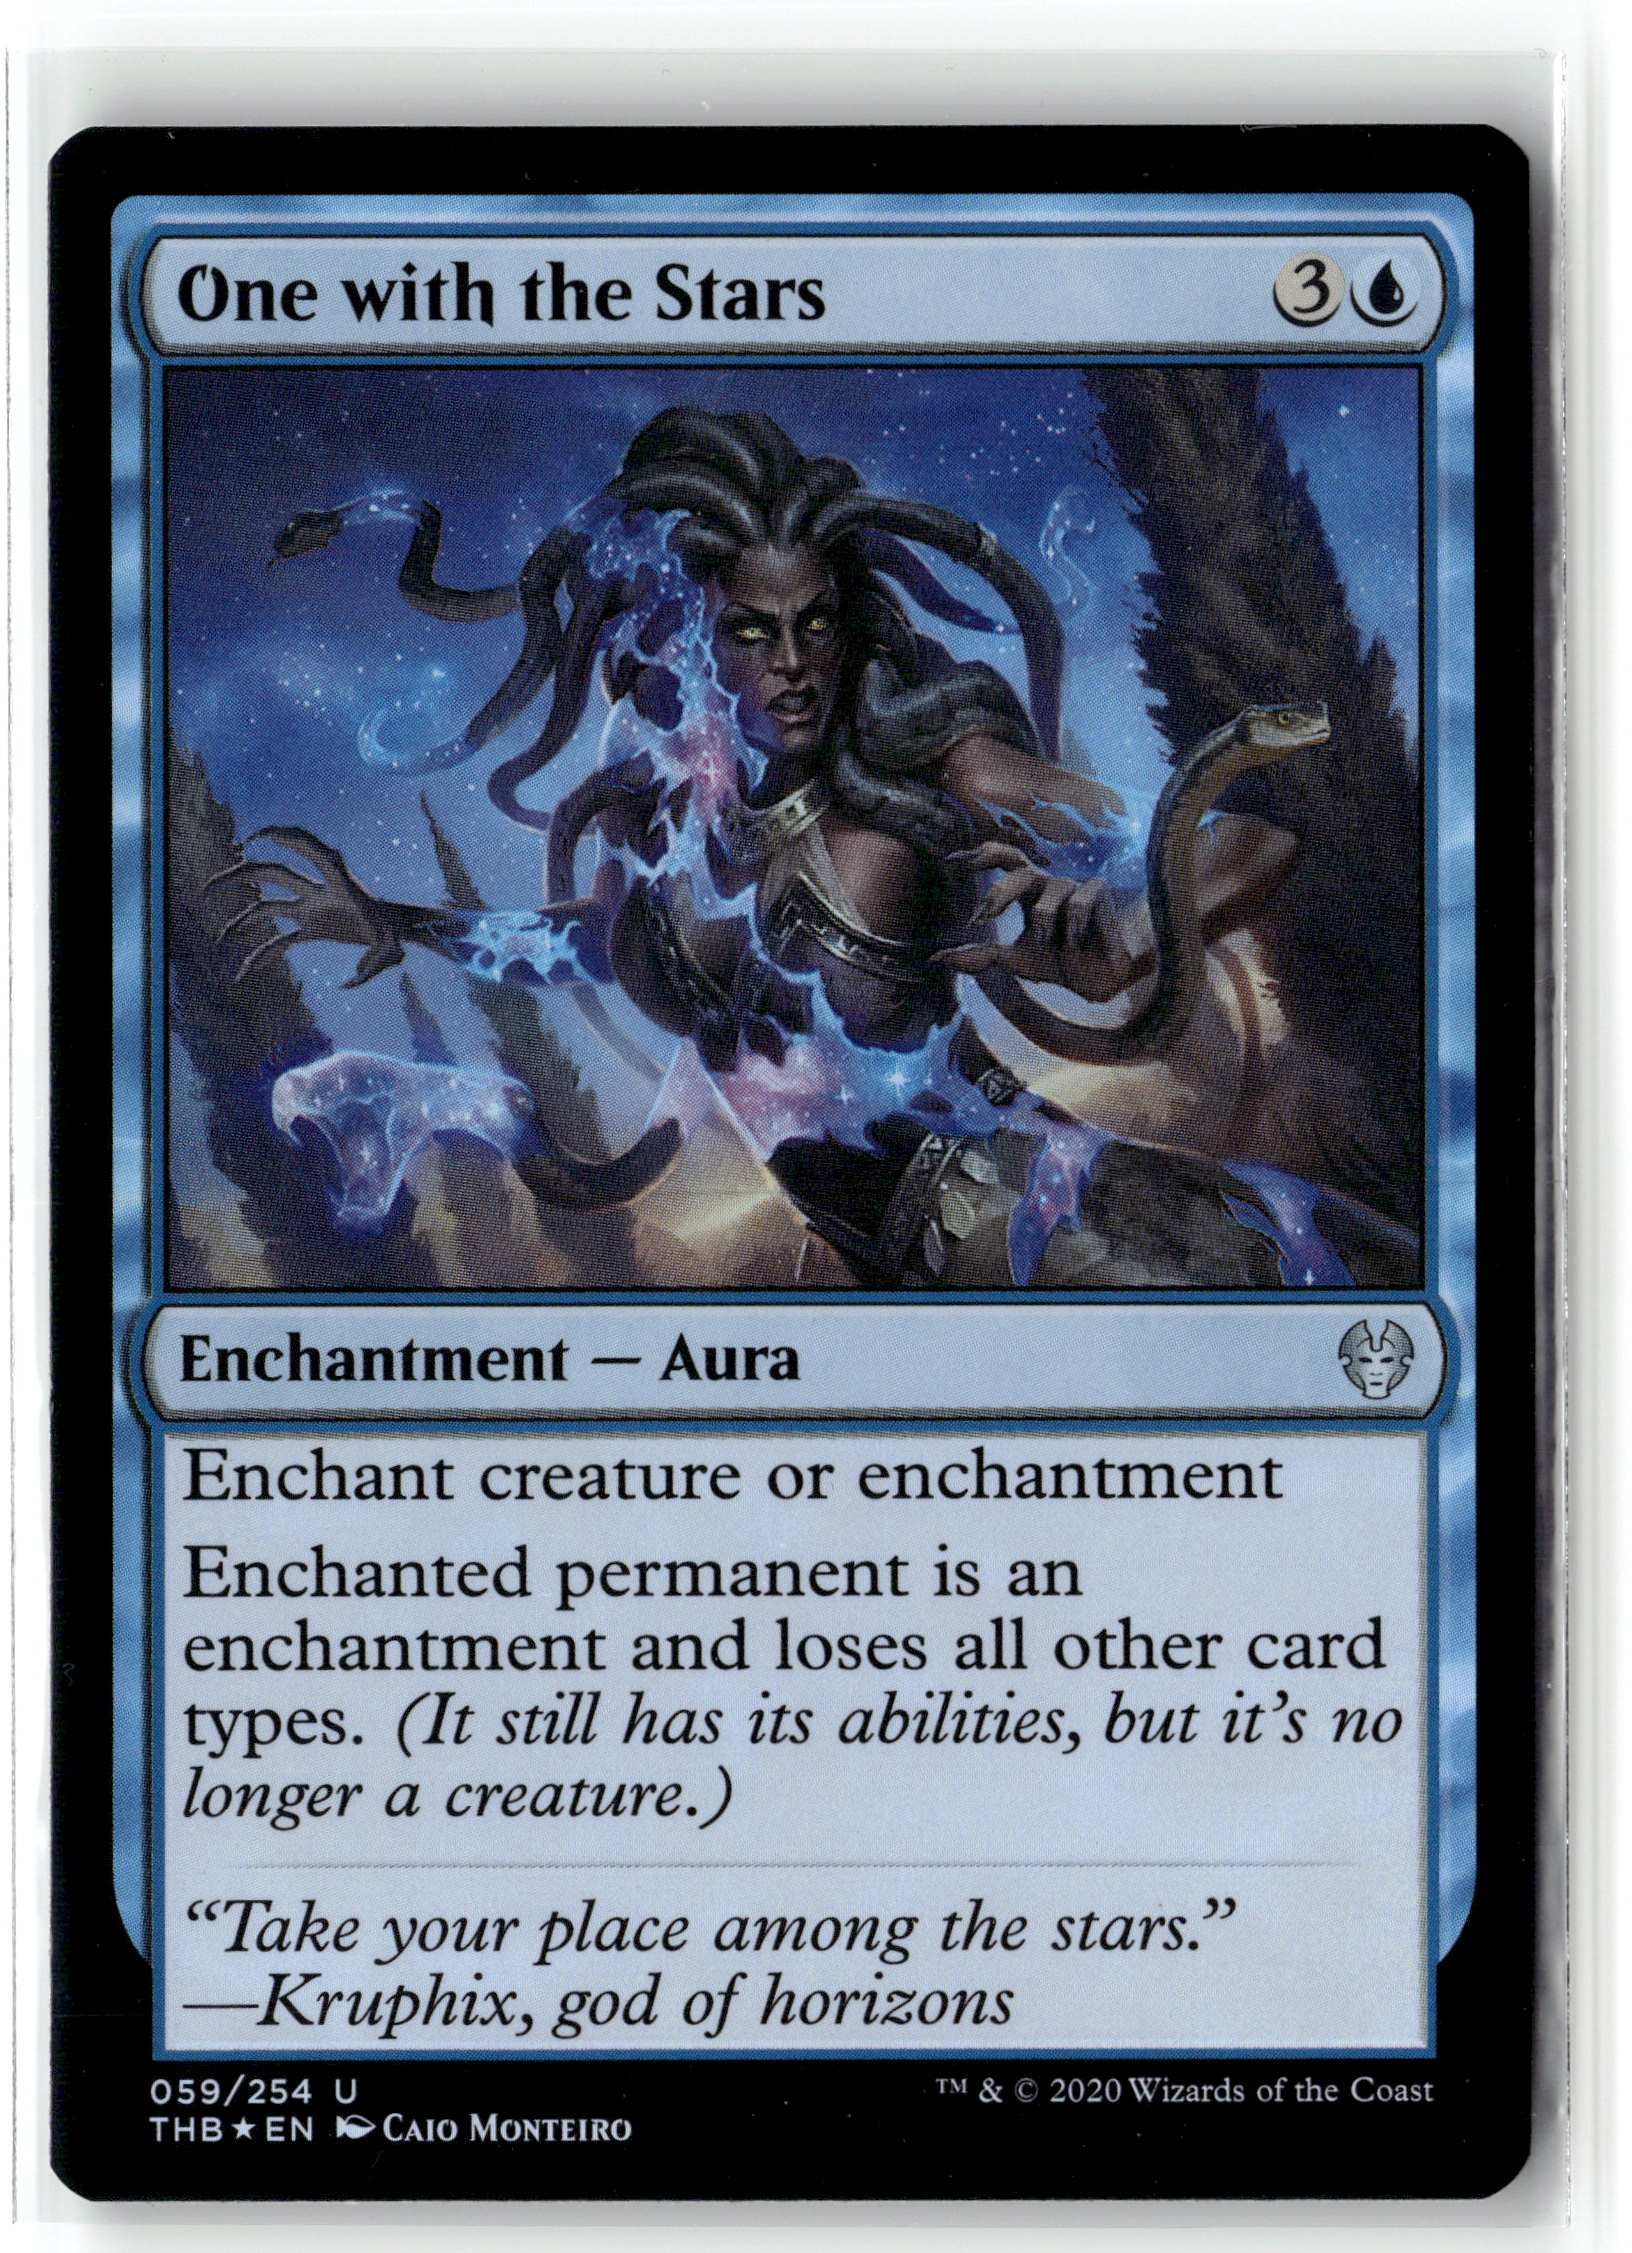 One with the Stars 3
Enchantment — Aura
Enchant creature or enchantment
Enchanted permanent is an
enchantment and loses all other card
types. (It still has its abilities, but it's no
longer a creature.)
“Take your place among the stars.”
—Kruphix, god of horizons
059/254 U
™ & © 2020 Wizards of the Coast
THB★EN Caio Monteiro